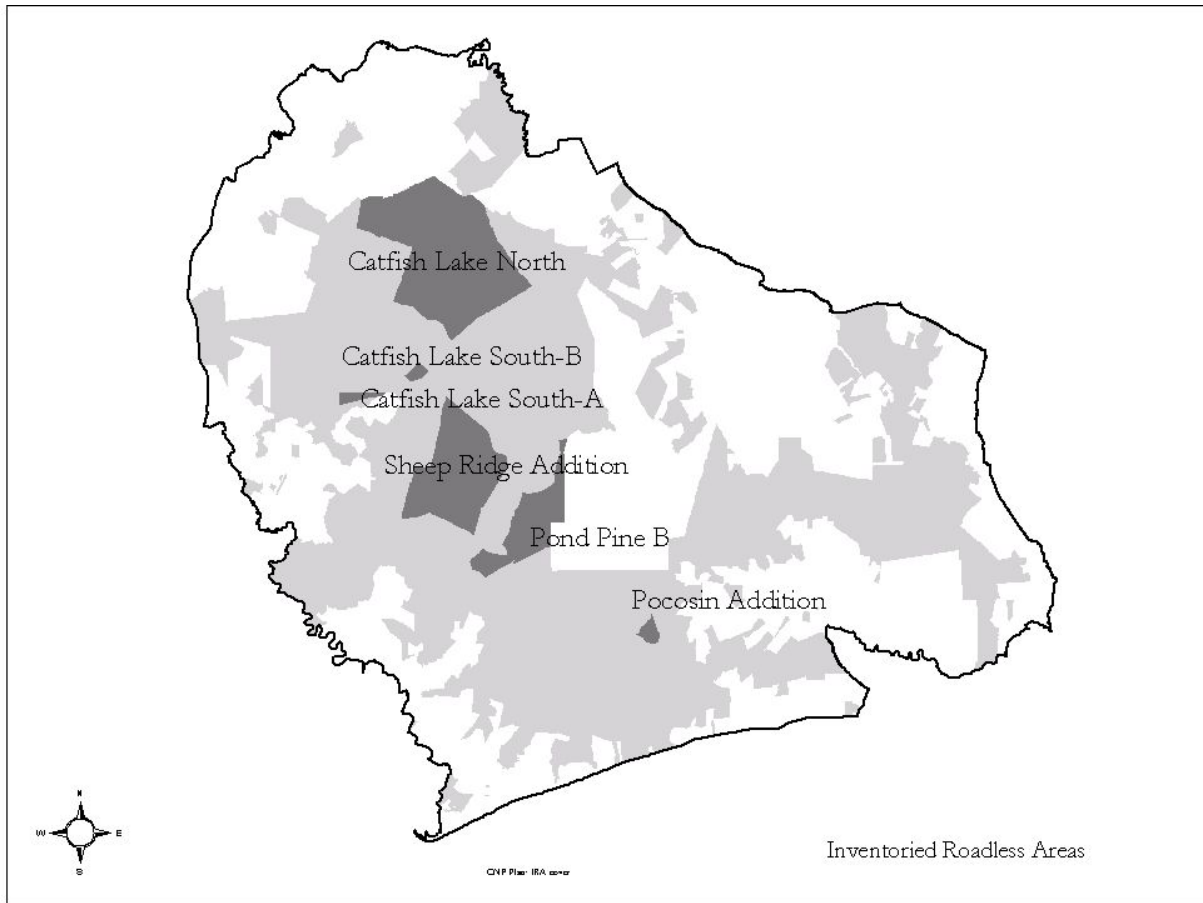 Catfish Lake North
Catfish Lake South-B
Catfish Lake South-A
Sheep Ridge Addition
Pond Pine B
Pocosin Addition
N
W E
S
Inventoried Roadless Areas
IRA